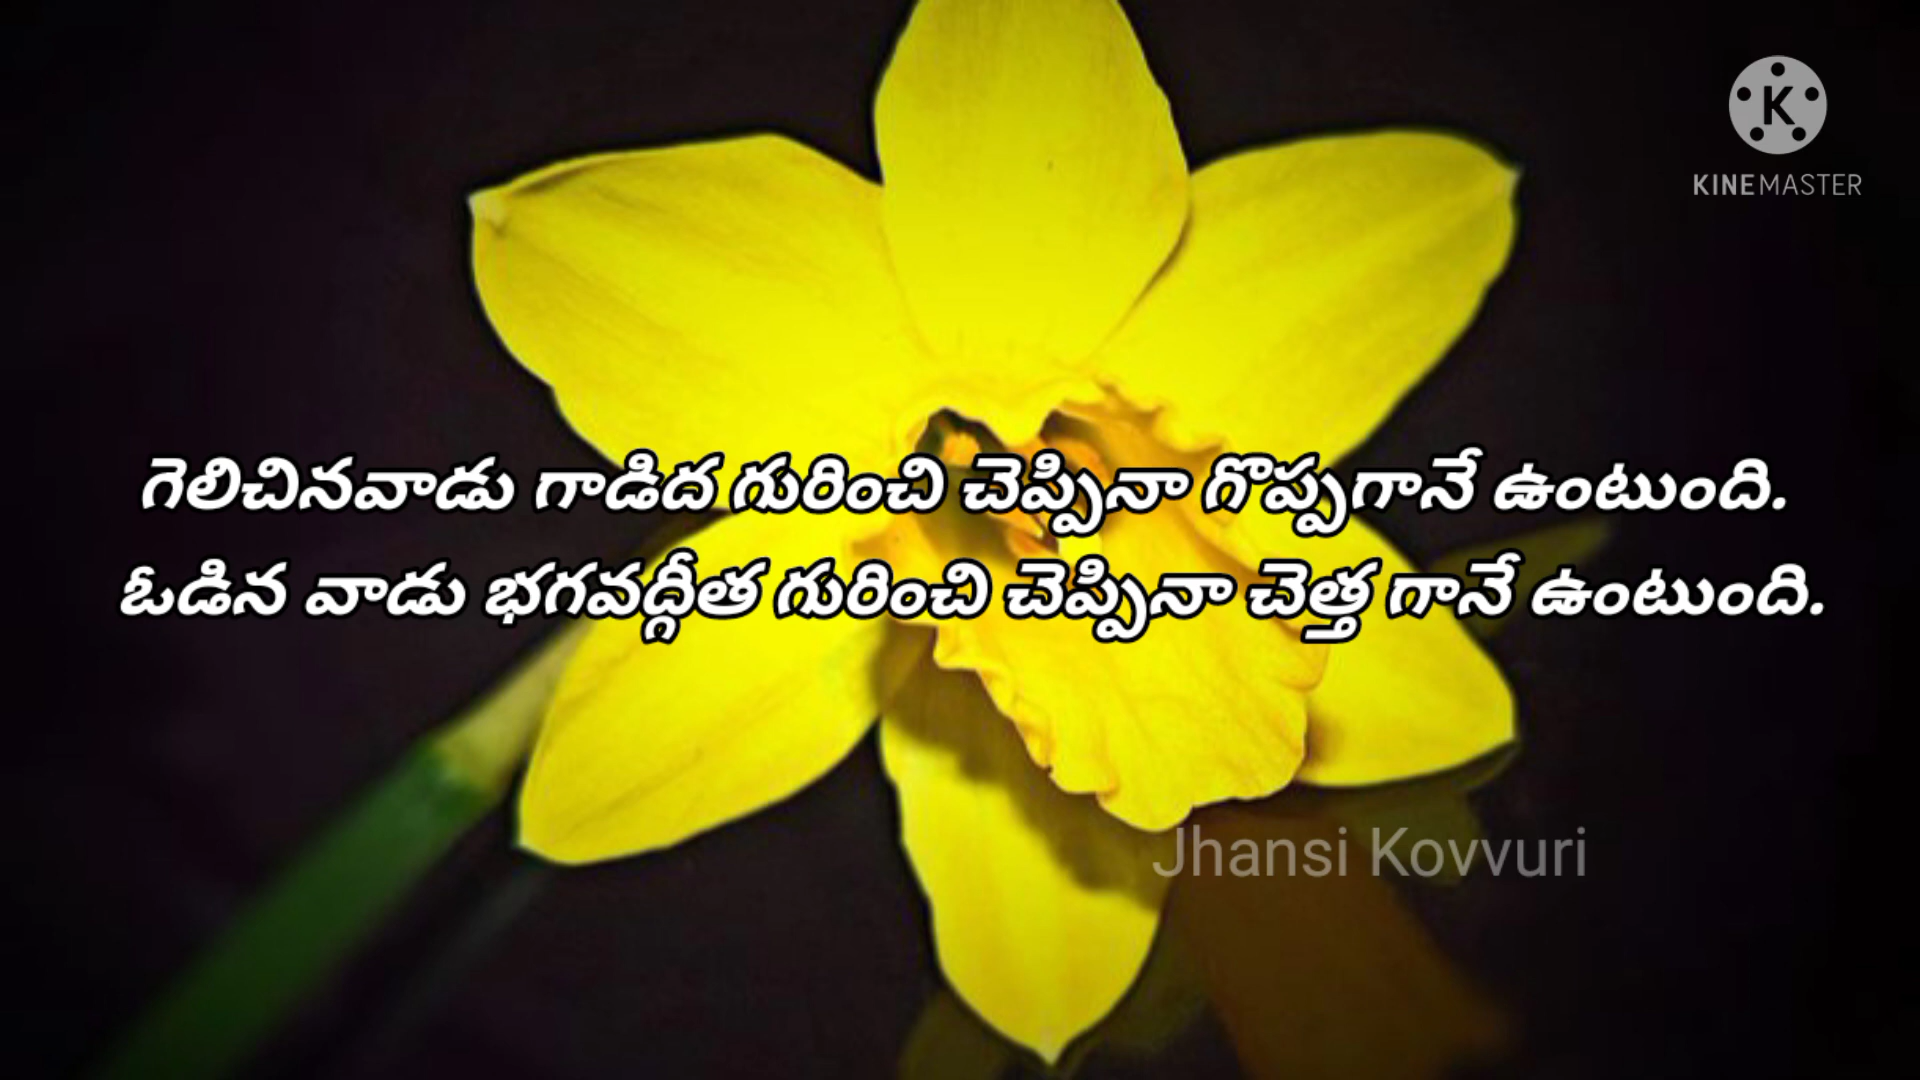 KINEMASTER
గెలిచినవాడు గాడిద గురించి చెప్పినా గొప్పగానే ఉంటుంది.
ఓడిన వాడు భగవద్గీత గురించి చెప్పినా చెత్త గానే ఉంటుంది.
Jhansi Kovvuri